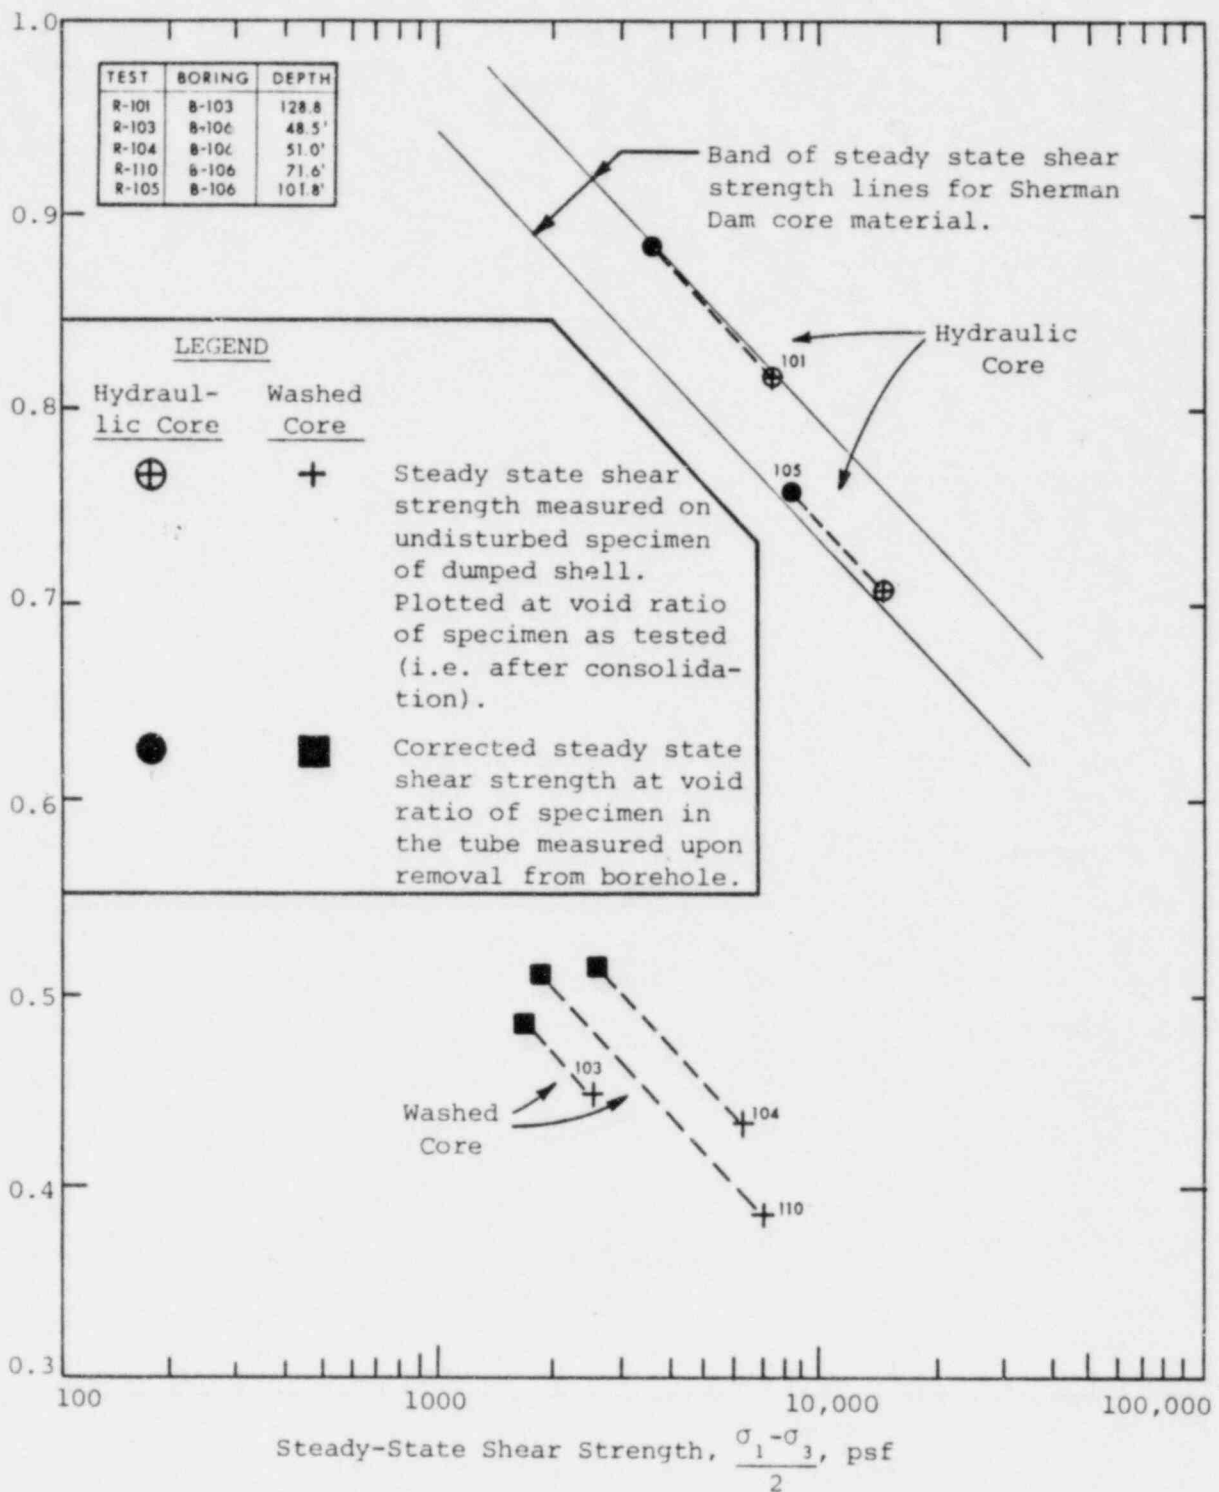 1.0
TEST BORING DEPTH
R-101 B-103 128.8
R-103 B-106 48.5'
R-104 B-106 51.0'
R-110 B-106 71.6'
R-105 B-106 101.8'
Band of steady state shear
strength lines for Sherman
Dam core material.
0.9
LEGEND
Hydraul-
lic Core
Washed
Core
Steady state shear
strength measured on
undisturbed specimen
of dumped shell.
Plotted at void ratio
of specimen as tested
(i.e. after consolida-
tion).
Corrected steady state
shear strength at void
ratio of specimen in
the tube measured upon
removal from borehole.
Hydraulic
Core
101
105
0.8
0.7
0.6
0.5
103
Washed
Core
104
110
0.4
0.3
100 1000 10,000 100,000
Steady-State Shear Strength, σ1-σ3/2, psf